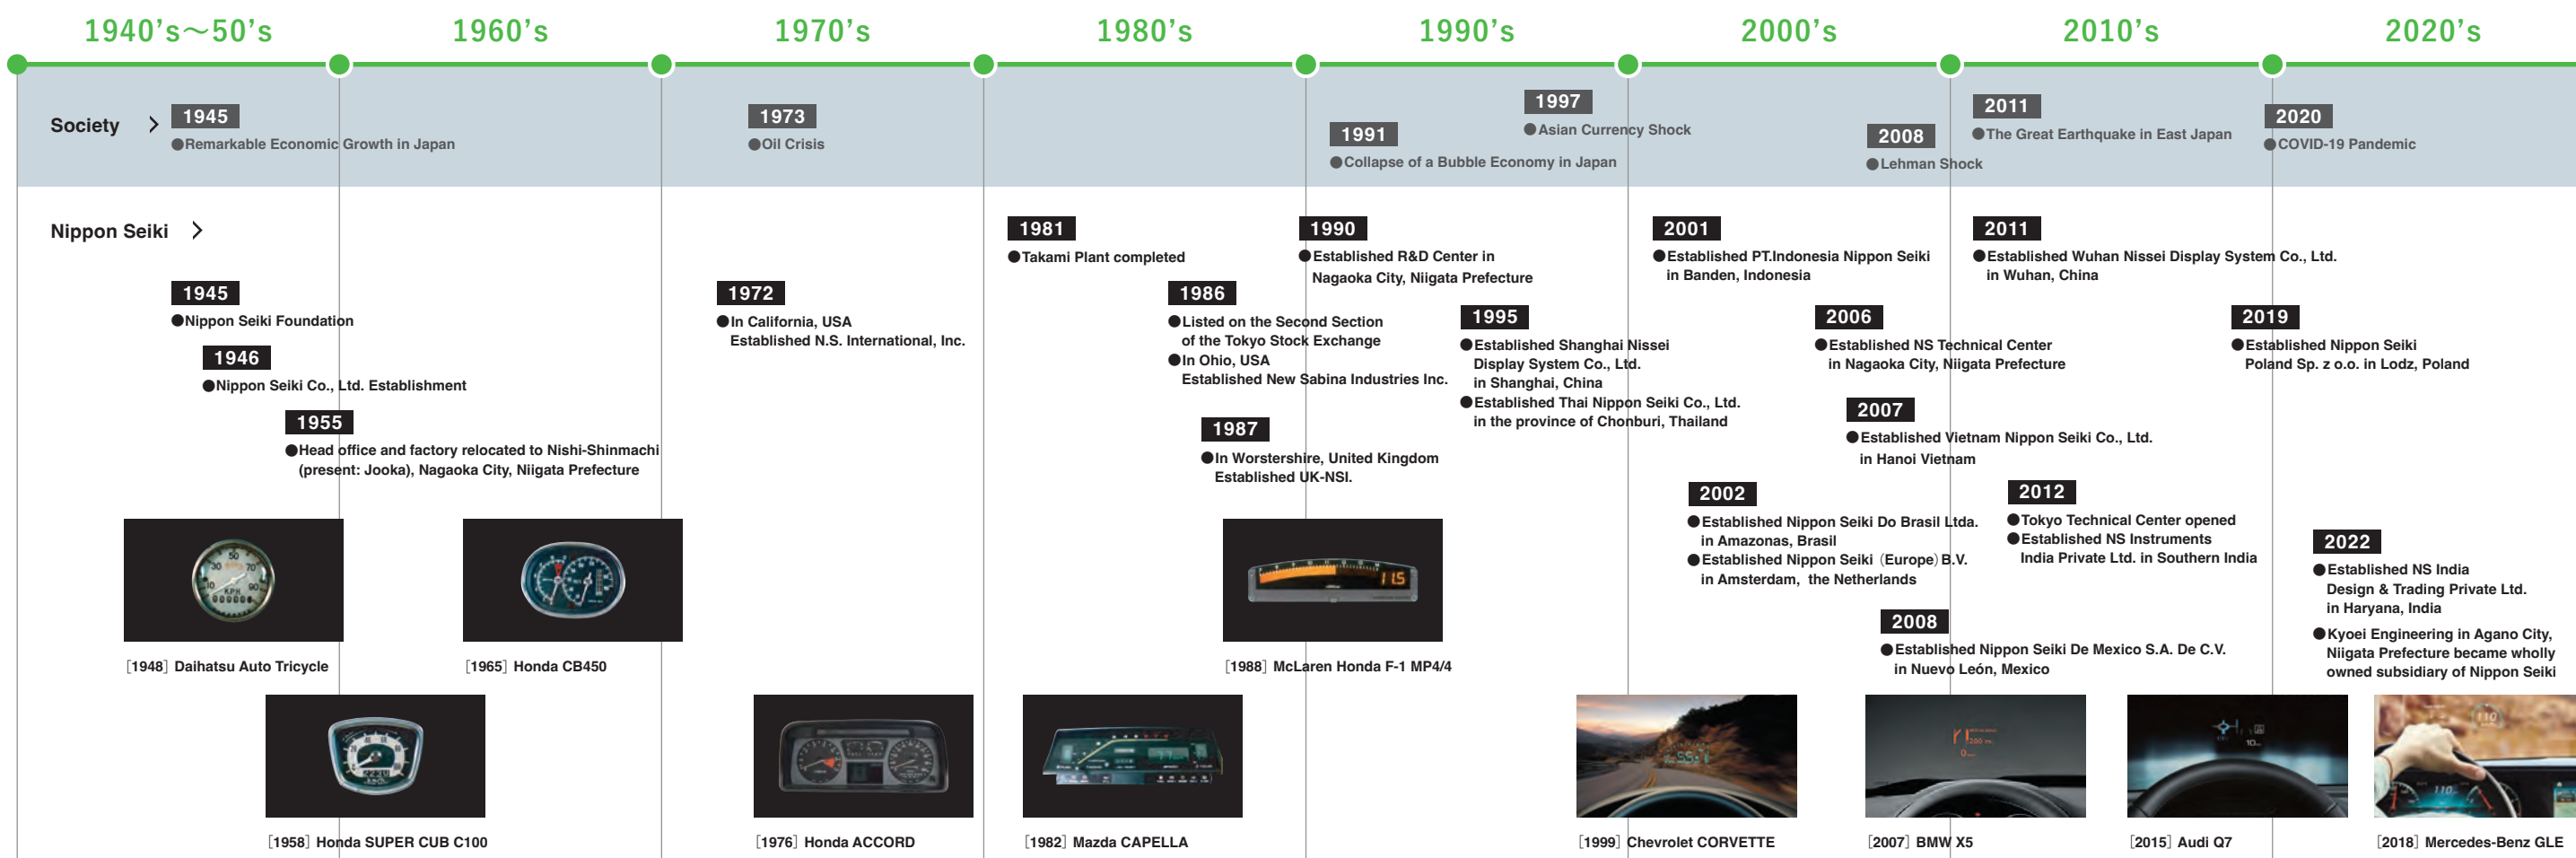 1940's～50's
1960's
1970's
1980's
1990's
2000's
2010's
2020's
Society
1945
●Remarkable Economic Growth in Japan
1973
●Oil Crisis
1991
●Collapse of a Bubble Economy in Japan
1997
●Asian Currency Shock
2008
●Lehman Shock
2011
●The Great Earthquake in East Japan
2020
●COVID-19 Pandemic
Nippon Seiki
1945
●Nippon Seiki Foundation
1946
●Nippon Seiki Co., Ltd. Establishment
1955
●Head office and factory relocated to Nishi-Shinmachi
(present: Jooka), Nagaoka City, Niigata Prefecture
1972
●In California, USA
Established N.S. International, Inc.
1981
●Takami Plant completed
1986
●Listed on the Second Section
of the Tokyo Stock Exchange
●In Ohio, USA
Established New Sabina Industries Inc.
1987
●In Worstershire, United Kingdom
Established UK-NSI.
1990
●Established R&D Center in
Nagaoka City, Niigata Prefecture
1995
●Established Shanghai Nissei
Display System Co., Ltd.
in Shanghai, China
●Established Thai Nippon Seiki Co., Ltd.
in the province of Chonburi, Thailand
2001
●Established PT.Indonesia Nippon Seiki
in Banden, Indonesia
2006
●Established NS Technical Center
in Nagaoka City, Niigata Prefecture
2007
●Established Vietnam Nippon Seiki Co., Ltd.
in Hanoi Vietnam
2002
●Established Nippon Seiki Do Brasil Ltda.
in Amazonas, Brasil
●Established Nippon Seiki（Europe）B.V.
in Amsterdam, the Netherlands
2008
●Established Nippon Seiki De Mexico S.A. De C.V.
in Nuevo León, Mexico
2011
●Established Wuhan Nissei Display System Co., Ltd.
in Wuhan, China
2019
●Established Nippon Seiki
Poland Sp. z o.o. in Lodz, Poland
2012
●Tokyo Technical Center opened
●Established NS Instruments
India Private Ltd. in Southern India
2022
●Established NS India
Design & Trading Private Ltd.
in Haryana, India
●Kyoei Engineering in Agano City,
Niigata Prefecture became wholly
owned subsidiary of Nippon Seiki
50
30
70
10
90
K.P.H
11.5
［1948］Daihatsu Auto Tricycle
［1965］Honda CB450
［1988］McLaren Honda F-1 MP4/4
110
110
［1958］Honda SUPER CUB C100
［1976］Honda ACCORD
［1982］Mazda CAPELLA
［1999］Chevrolet CORVETTE
［2007］BMW X5
［2015］Audi Q7
［2018］Mercedes-Benz GLE